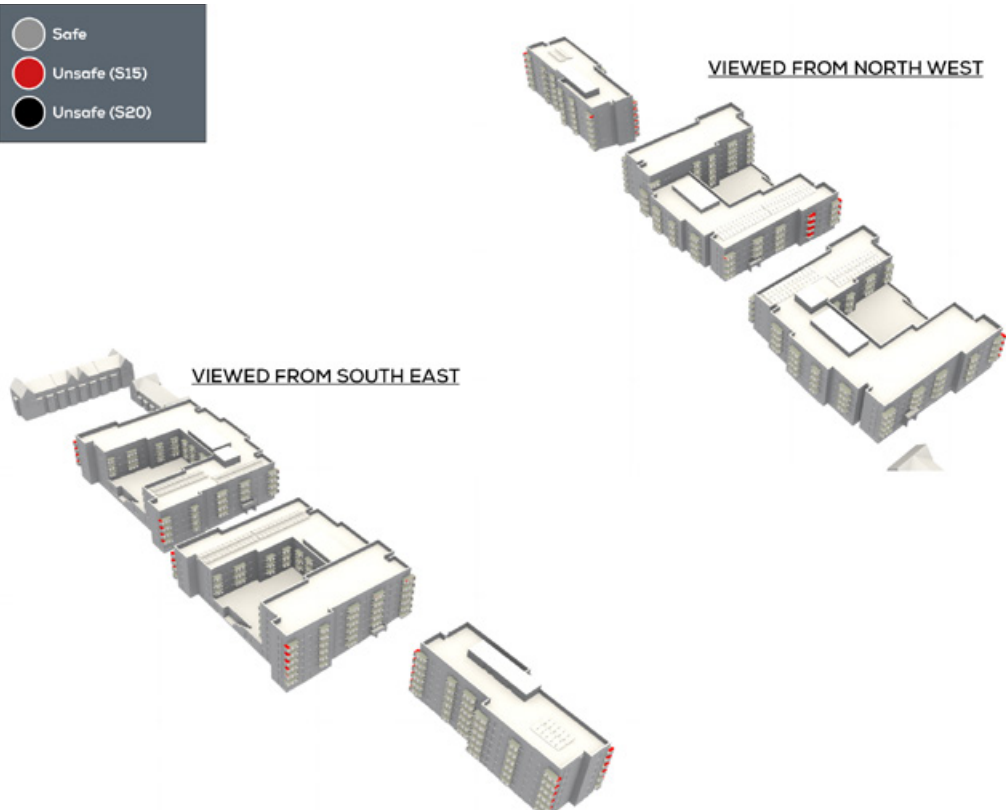 Safe
Unsafe (S15)
Unsafe (S20)
VIEWED FROM NORTH WEST
VIEWED FROM SOUTH EAST